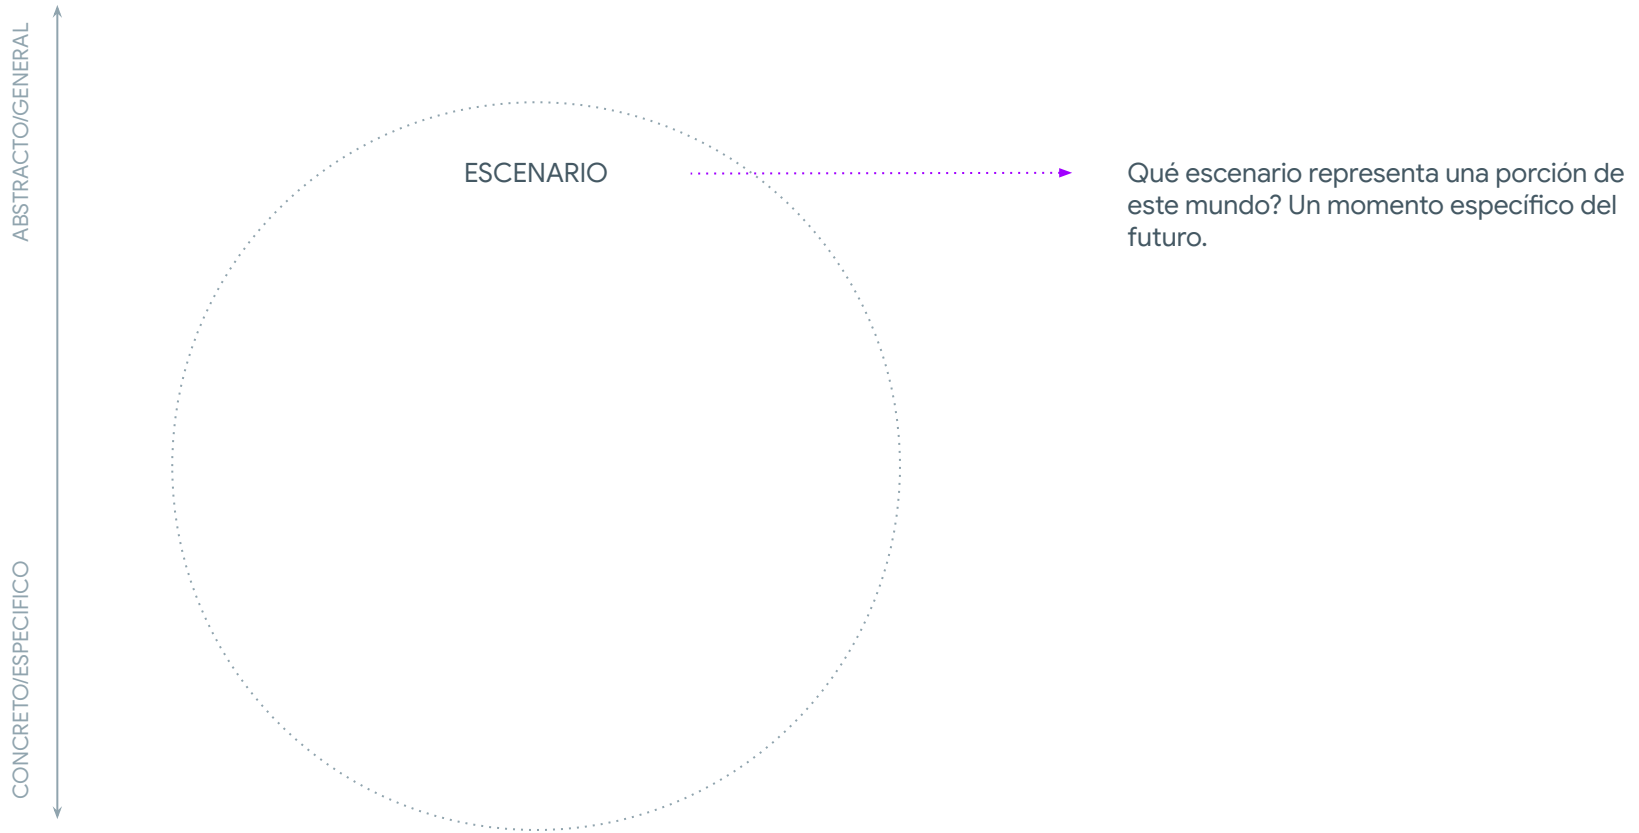 ABSTRACTO/GENERAL
ESCENARIO
Qué escenario representa una porción de
este mundo? Un momento específico del
futuro.
CONCRETO/ESPECIFICO